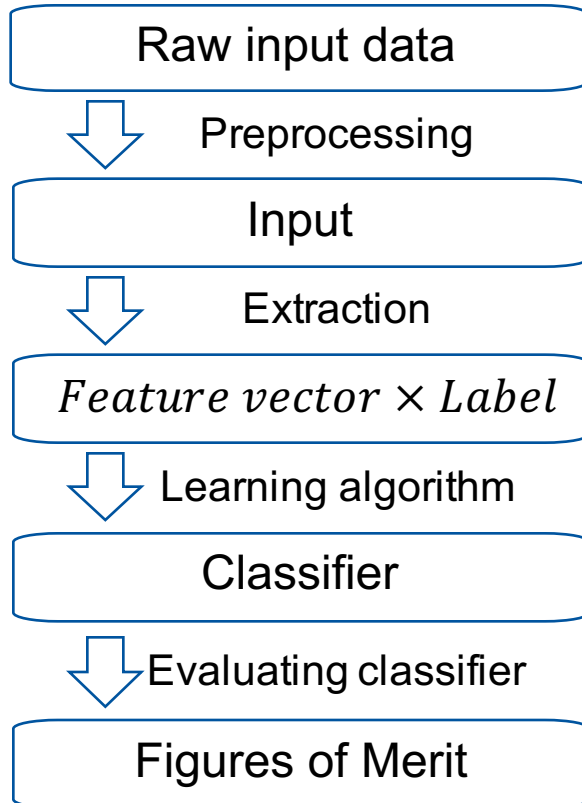 Raw input data
Preprocessing
Input
Extraction
Feature vector × Label
Learning algorithm
Classifier
Evaluating classifier
Figures of Merit